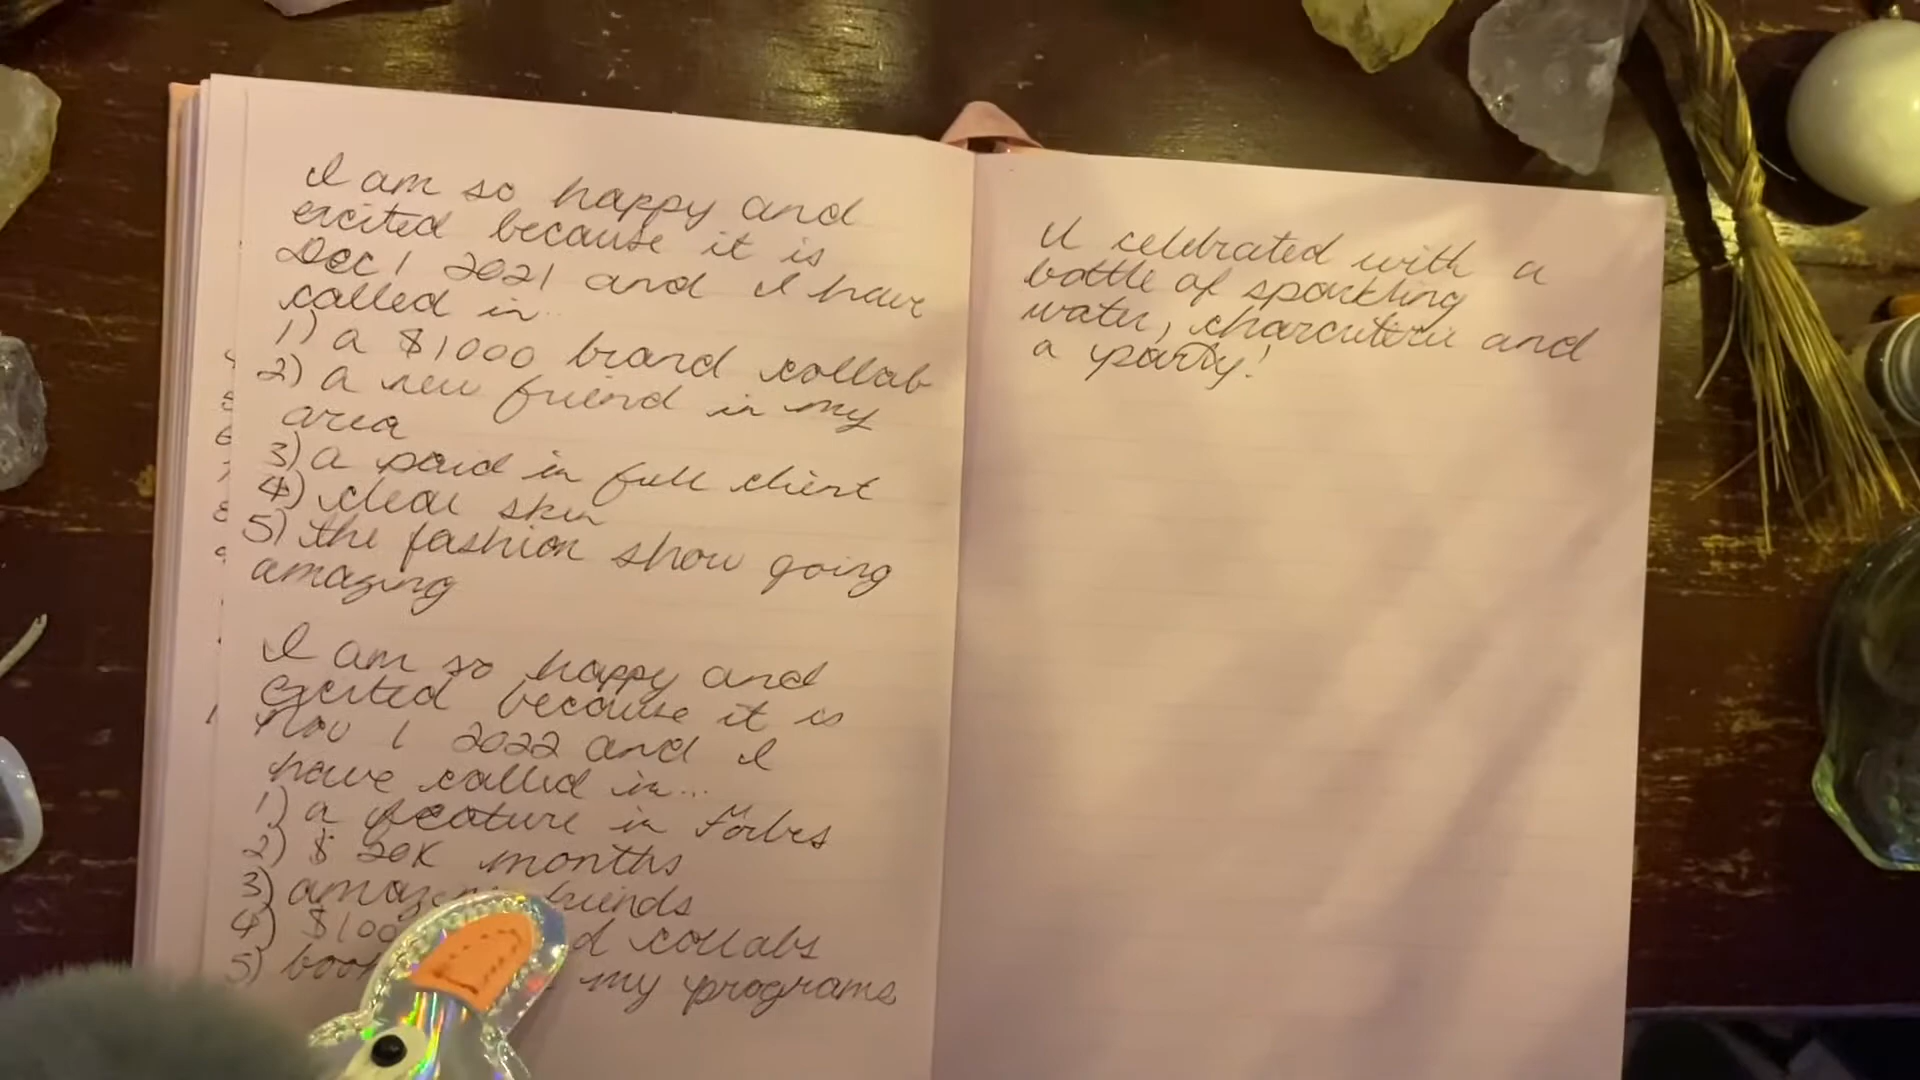 I am so happy and
excited because it is
Dec 1 2021 and I have
called in...
1) a $1000 brand collab
2) a new friend in my
area
3) a paid in full client
4) clear skin
5) the fashion show going
amazing
I am so happy and
excited because it is
Nov 1 2022 and I
have called in...
1) a feature in Forbes
2) $20K months
3) friends
4) collabs
5) my programs
I celebrated with a
bottle of sparkling
water, charcuterie and
a party!